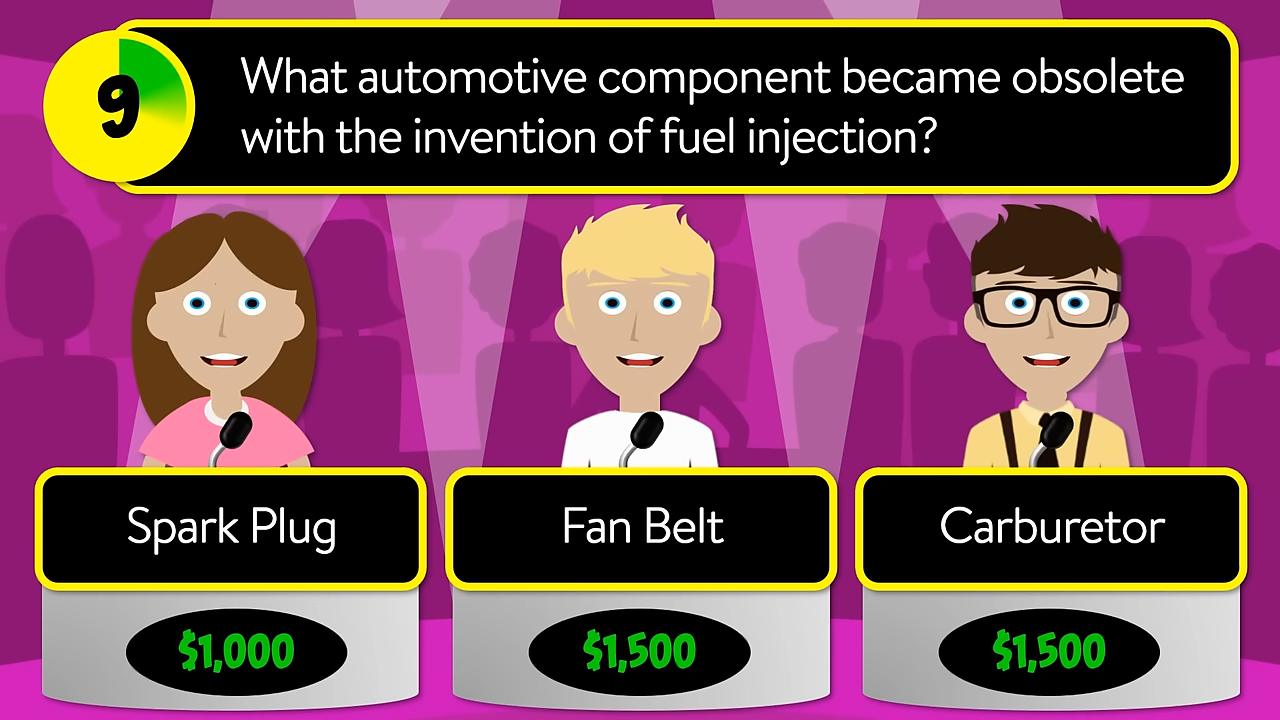 9
What automotive component became obsolete
with the invention of fuel injection?
Spark Plug
Fan Belt
Carburetor
$1,000
$1,500
$1,500